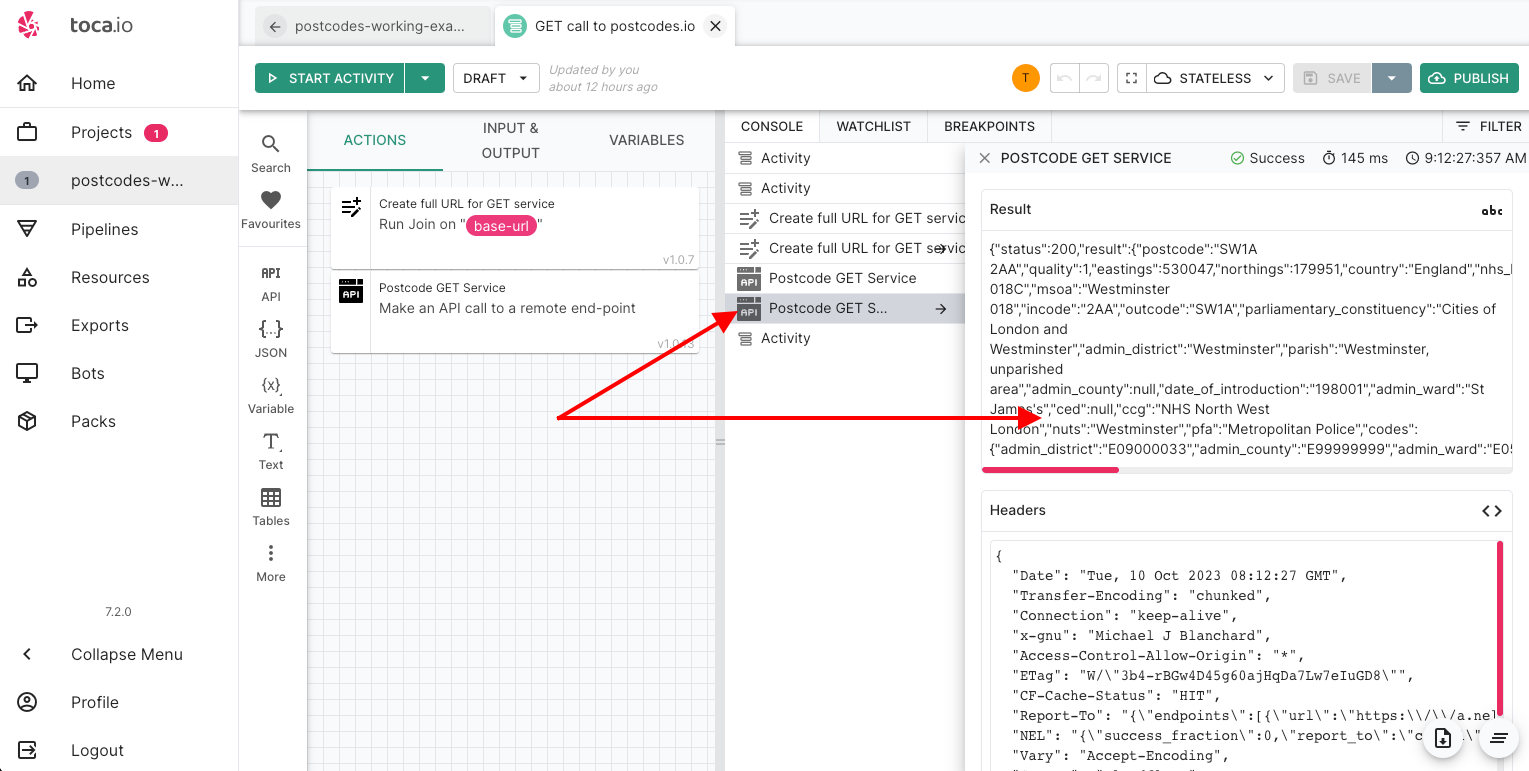 toca.io
Home
Projects 1
1 postcodes-w...
Pipelines
Resources
Exports
Bots
Packs
7.2.0
Collapse Menu
Profile
Logout
postcodes-working-exa...
GET call to postcodes.io
START ACTIVITY
DRAFT
Updated by you
about 12 hours ago
T
STATELESS
SAVE
PUBLISH
Search
Favourites
API
API
{...}
JSON
{x}
Variable
T
Text
Tables
More
ACTIONS
INPUT &
OUTPUT
VARIABLES
Create full URL for GET service
Run Join on "base-url"
v1.0.7
API
Postcode GET Service
Make an API call to a remote end-point
CONSOLE
WATCHLIST
BREAKPOINTS
FILTER
Activity
Activity
Create full URL for GET servic
Create full URL for GET servic
API Postcode GET Service
API Postcode GET S...
Activity
POSTCODE GET SERVICE
Success
145 ms
9:12:27:357 AM
Result
abc
{"status":200,"result":{"postcode":"SW1A
2AA","quality":1,"eastings":530047,"northings":179951,"country":"England","nhs_
018C","msoa":"Westminster
018","incode":"2AA","outcode":"SW1A","parliamentary_constituency":"Cities of
London and
Westminster","admin_district":"Westminster","parish":"Westminster,
unparished
area","admin_county":null,"date_of_introduction":"198001","admin_ward":"St
James's","ced":null,"ccg":"NHS North West
London","nuts":"Westminster","pfa":"Metropolitan Police","codes":
{"admin_district":"E09000033","admin_county":"E99999999","admin_ward":"E05
Headers
{
"Date": "Tue, 10 Oct 2023 08:12:27 GMT",
"Transfer-Encoding": "chunked",
"Connection": "keep-alive",
"x-gnu": "Michael J Blanchard",
"Access-Control-Allow-Origin": "*",
"ETag": "W/\"3b4-rBGw4D45g60ajHqDa7Lw7eIuGD8\"",
"CF-Cache-Status": "HIT",
"Report-To": "{\"endpoints\":[{\"url\":\"https:\\/\\/a.nel
"NEL": "{\"success_fraction\":0,\"report_to\":\"c
"Vary": "Accept-Encoding",